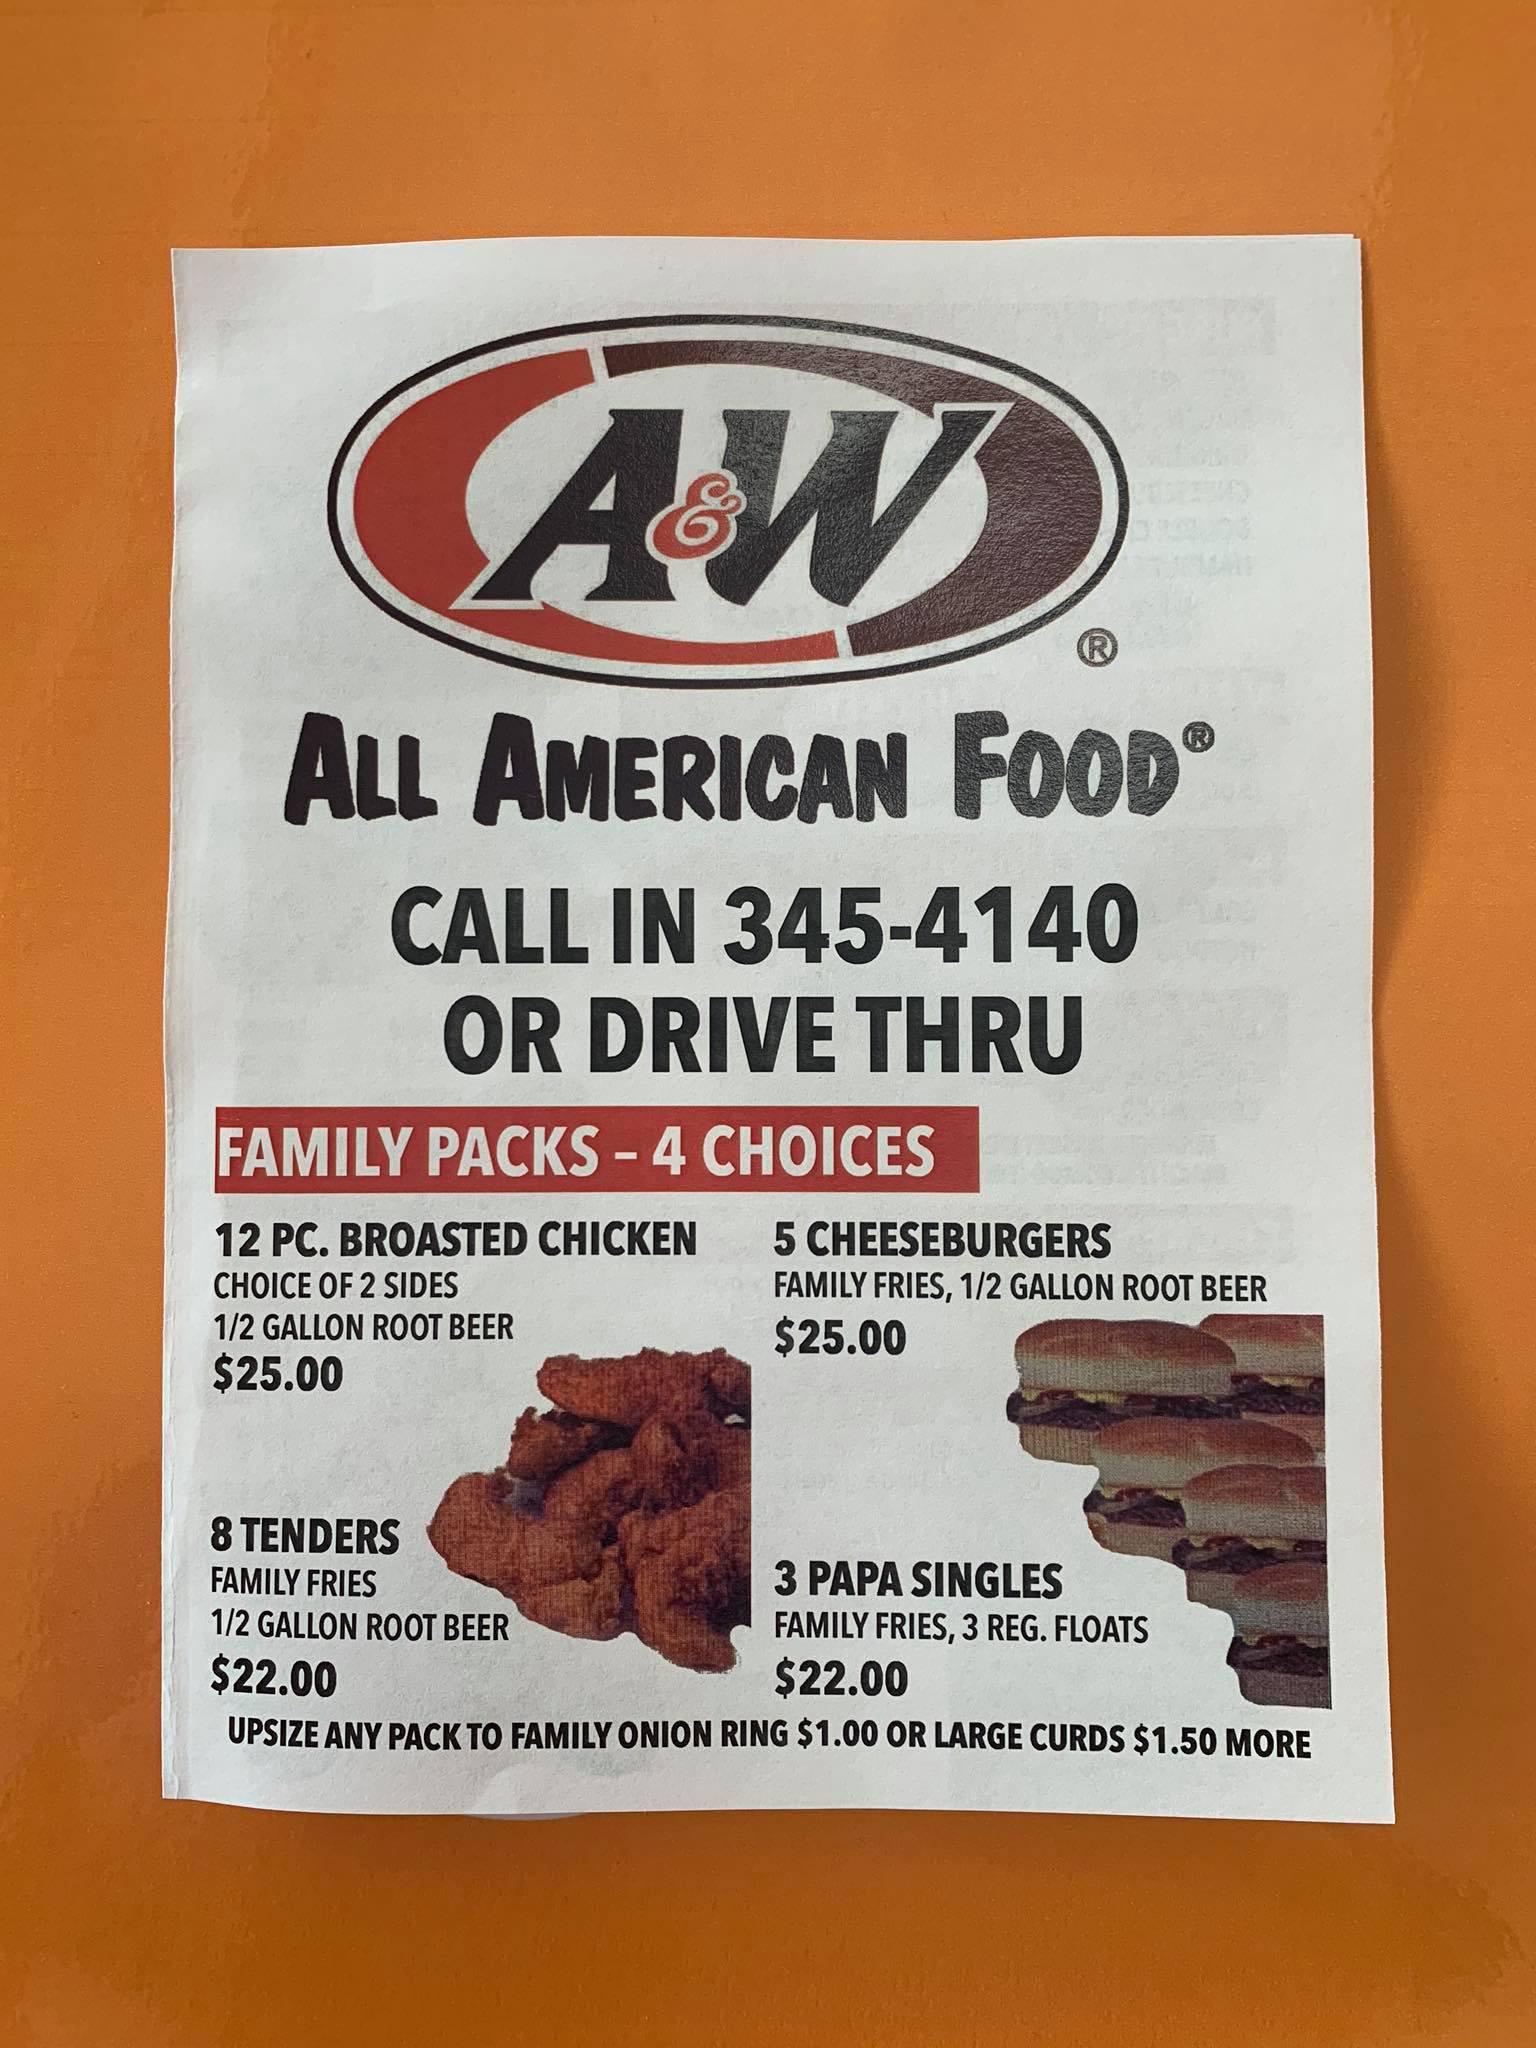 A&W
®
ALL AMERICAN FOOD®
CALL IN 345-4140
OR DRIVE THRU
FAMILY PACKS – 4 CHOICES
12 PC. BROASTED CHICKEN
CHOICE OF 2 SIDES
1/2 GALLON ROOT BEER
$25.00
8 TENDERS
FAMILY FRIES
1/2 GALLON ROOT BEER
$22.00
5 CHEESEBURGERS
FAMILY FRIES, 1/2 GALLON ROOT BEER
$25.00
3 PAPA SINGLES
FAMILY FRIES, 3 REG. FLOATS
$22.00
UPSIZE ANY PACK TO FAMILY ONION RING $1.00 OR LARGE CURDS $1.50 MORE